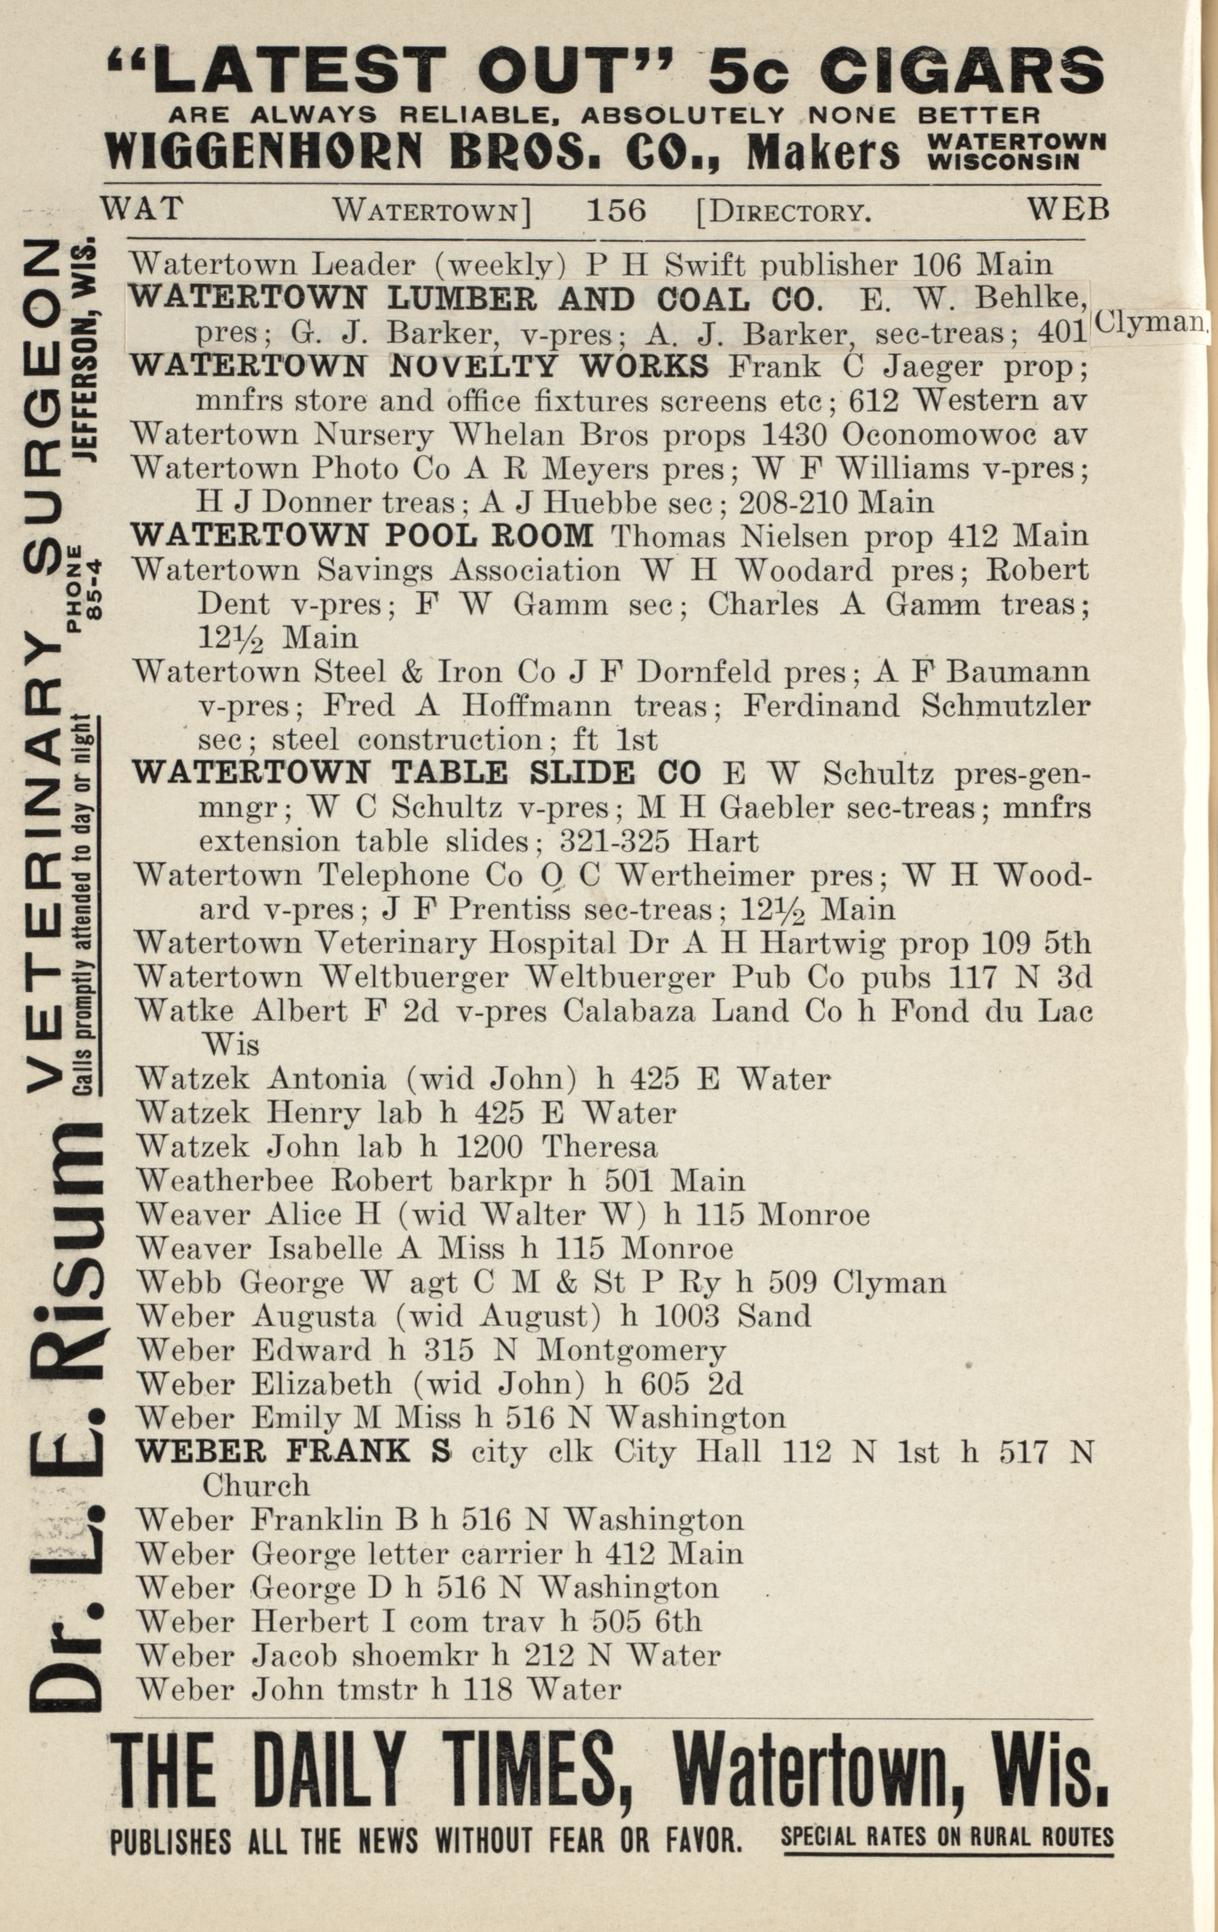 “LATEST OUT” 5c CIGARS
ARE ALWAYS RELIABLE, ABSOLUTELY NONE BETTER
WIGGENHORN BROS. CO., Makers WATERTOWN
WISCONSIN
WAT WATERTOWN] 156 [DIRECTORY. WEB
Watertown Leader (weekly) P H Swift publisher 106 Main
WATERTOWN LUMBER AND COAL CO. E. W. Behlke,
pres; G. J. Barker, v-pres; A. J. Barker, sec-treas; 401 Clyman.
WATERTOWN NOVELTY WORKS Frank C Jaeger prop;
mnfrs store and office fixtures screens etc; 612 Western av
Watertown Nursery Whelan Bros props 1430 Oconomowoc av
Watertown Photo Co A R Meyers pres; W F Williams v-pres;
H J Donner treas; A J Huebbe sec; 208-210 Main
WATERTOWN POOL ROOM Thomas Nielsen prop 412 Main
Watertown Savings Association W H Woodard pres; Robert
Dent v-pres; F W Gamm sec; Charles A Gamm treas;
12½ Main
Watertown Steel & Iron Co J F Dornfeld pres; A F Baumann
v-pres; Fred A Hoffmann treas; Ferdinand Schmutzler
sec; steel construction; ft 1st
WATERTOWN TABLE SLIDE CO E W Schultz pres-gen-
mngr; W C Schultz v-pres; M H Gaebler sec-treas; mnfrs
extension table slides; 321-325 Hart
Watertown Telephone Co O C Wertheimer pres; W H Wood-
ard v-pres; J F Prentiss sec-treas; 12½ Main
Watertown Veterinary Hospital Dr A H Hartwig prop 109 5th
Watertown Weltbuerger Weltbuerger Pub Co pubs 117 N 3d
Watke Albert F 2d v-pres Calabaza Land Co h Fond du Lac
Wis
Watzek Antonia (wid John) h 425 E Water
Watzek Henry lab h 425 E Water
Watzek John lab h 1200 Theresa
Weatherbee Robert barkpr h 501 Main
Weaver Alice H (wid Walter W) h 115 Monroe
Weaver Isabelle A Miss h 115 Monroe
Webb George W agt C M & St P Ry h 509 Clyman
Weber Augusta (wid August) h 1003 Sand
Weber Edward h 315 N Montgomery
Weber Elizabeth (wid John) h 605 2d
Weber Emily M Miss h 516 N Washington
WEBER FRANK S city clk City Hall 112 N 1st h 517 N
Church
Weber Franklin B h 516 N Washington
Weber George letter carrier h 412 Main
Weber George D h 516 N Washington
Weber Herbert I com trav h 505 6th
Weber Jacob shoemkr h 212 N Water
Weber John tmstr h 118 Water
Dr. L. E. Risum VETERINARY SURGEON
Calls promptly attended to day or night
PHONE
85-4
JEFFERSON, WIS.
THE DAILY TIMES, Watertown, Wis.
PUBLISHES ALL THE NEWS WITHOUT FEAR OR FAVOR. SPECIAL RATES ON RURAL ROUTES